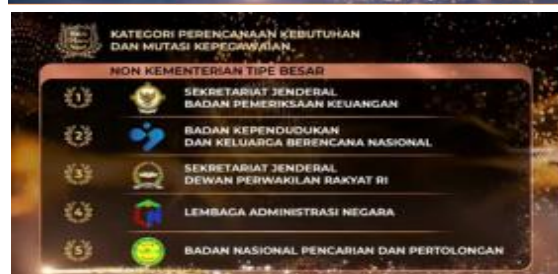 KATEGORI PERENCANAAN KEBUTUHAN
DAN MUTASI KEPEGAWAIAN
NON KEMENTERIAN TIPE BESAR
1
SEKRETARIAT JENDERAL
BADAN PEMERIKSAAN KEUANGAN
2
BADAN KEPENDUDUKAN
DAN KELUARGA BERENCANA NASIONAL
3
SEKRETARIAT JENDERAL
DEWAN PERWAKILAN RAKYAT RI
4
LEMBAGA ADMINISTRASI NEGARA
5
BADAN NASIONAL PENCARIAN DAN PERTOLONGAN